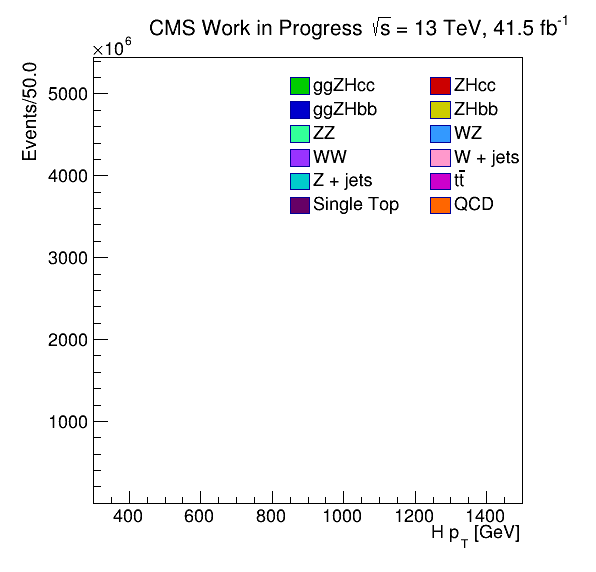 CMS Work in Progress √s = 13 TeV, 41.5 fb⁻¹
×10⁶
Events/50.0
5000
4000
3000
2000
1000
ggZHcc ZHcc
ggZHbb ZHbb
ZZ WZ
WW W + jets
Z + jets tt̄
Single Top QCD
400 600 800 1000 1200 1400
H p_T [GeV]